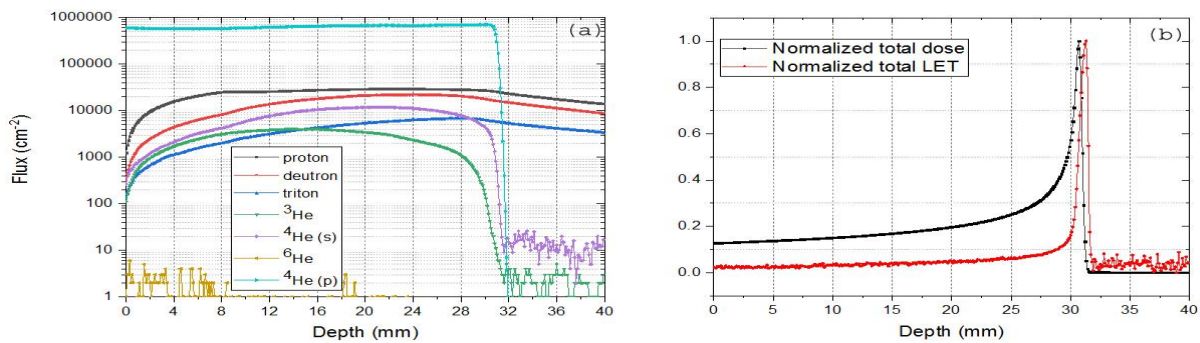 1000000
100000
10000
1000
100
10
1
Flux (cm-2)
(a)
proton
deutron
triton
3He
4He (s)
6He
4He (p)
0 4 8 12 16 20 24 28 32 36 40
Depth (mm)
(b)
Normalized total dose
Normalized total LET
1.0
0.8
0.6
0.4
0.2
0.0
0 5 10 15 20 25 30 35 40
Depth (mm)